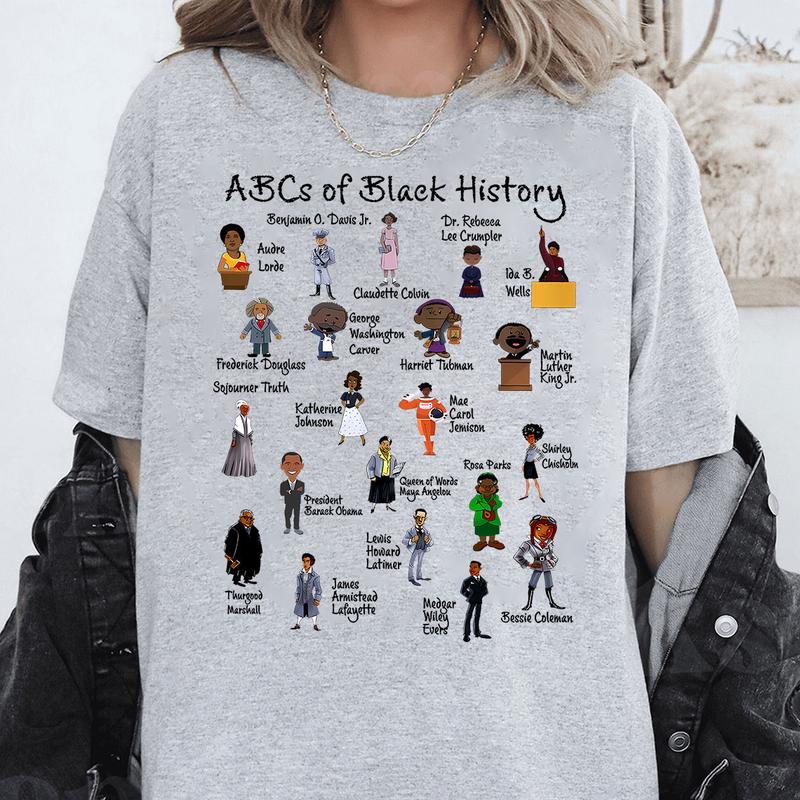 ABCs of Black History
Benjamin O. Davis Jr.
Dr. Rebecca
Lee Crumpler
Audre
Lorde
Ida B.
Wells
Claudette Colvin
George
Washington
Carver
Frederick Douglass
Harriet Tubman
Martin
Luther
King Jr.
Sojourner Truth
Katherine
Johnson
Mae
Carol
Jemison
Shirley
Chisholm
Rosa Parks
Queen of Words
Maya Angelou
President
Barack Obama
Lewis
Howard
Latimer
Thurgood
Marshall
James
Armistead
Lafayette
Medgar
Wiley
Evers
Bessie Coleman